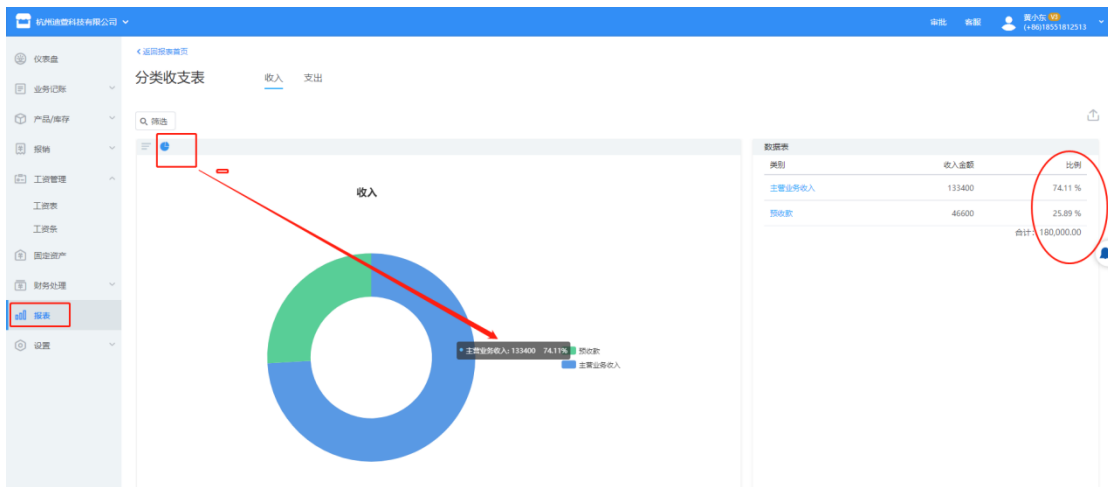 杭州迪营科技有限公司
审批
客服
黄小东 V3
(+86)18551812513
仪表盘
业务记账
产品/库存
报销
工资管理
工资表
工资条
固定资产
财务处理
报表
设置
返回报表首页
分类收支表
收入
支出
筛选
收入
主营业务收入: 133400 74.11%
预收款
主营业务收入
数据表
类别 收入金额 比例
主营业务收入 133400 74.11 %
预收款 46600 25.89 %
合计: 180,000.00